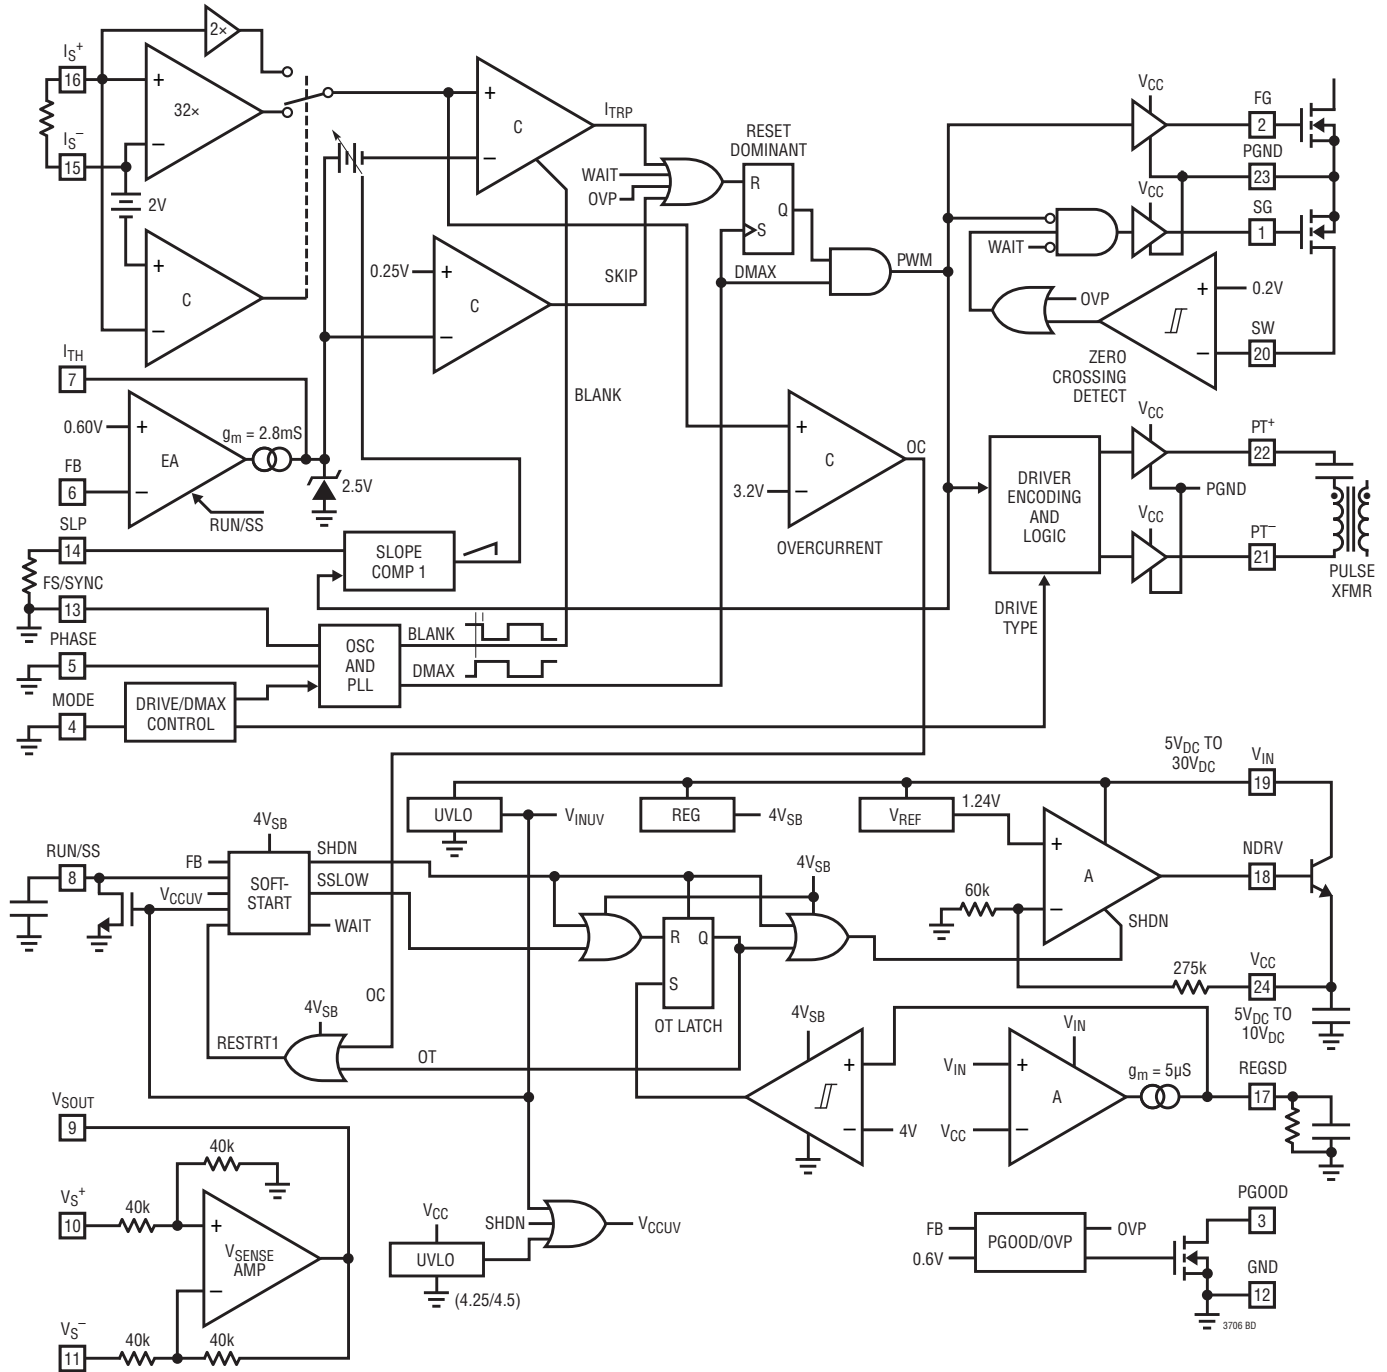 2×
IS+
16
32×
+
–
IS–
15
2V
+
C
–
+
C
–
ITRP
WAIT
OVP
RESET
DOMINANT
R
Q
S
0.25V
+
C
–
SKIP
DMAX
PWM
BLANK
VCC
FG
2
PGND
23
VCC
SG
1
WAIT
OVP
+
0.2V
–
SW
20
ZERO
CROSSING
DETECT
ITH
7
0.60V
+
EA
–
gm = 2.8mS
FB
6
RUN/SS
2.5V
+
C
–
OC
3.2V
OVERCURRENT
DRIVER
ENCODING
AND
LOGIC
VCC
PT+
22
PGND
VCC
PT–
21
PULSE
XFMR
DRIVE
TYPE
SLP
14
SLOPE
COMP 1
FS/SYNC
13
PHASE
5
OSC
AND
PLL
BLANK
DMAX
MODE
4
DRIVE/DMAX
CONTROL
5VDC TO
30VDC
VIN
19
UVLO
VINUV
REG
4VSB
VREF
1.24V
+
A
–
NDRV
18
60k
SHDN
275k
VCC
24
5VDC TO
10VDC
RUN/SS
8
4VSB
FB
VCCUV
SOFT-
START
SHDN
SSLOW
WAIT
4VSB
R
Q
S
OT LATCH
OC
4VSB
RESTRT1
OT
4VSB
+
–
4V
VIN
VIN
+
A
VCC
–
gm = 5µS
REGSD
17
VSOUT
9
40k
VS+
10
40k
+
VSENSE
AMP
–
VS–
11
40k
40k
VCC
UVLO
(4.25/4.5)
SHDN
VCCUV
FB
0.6V
PGOOD/OVP
OVP
PGOOD
3
GND
12
3706 BD